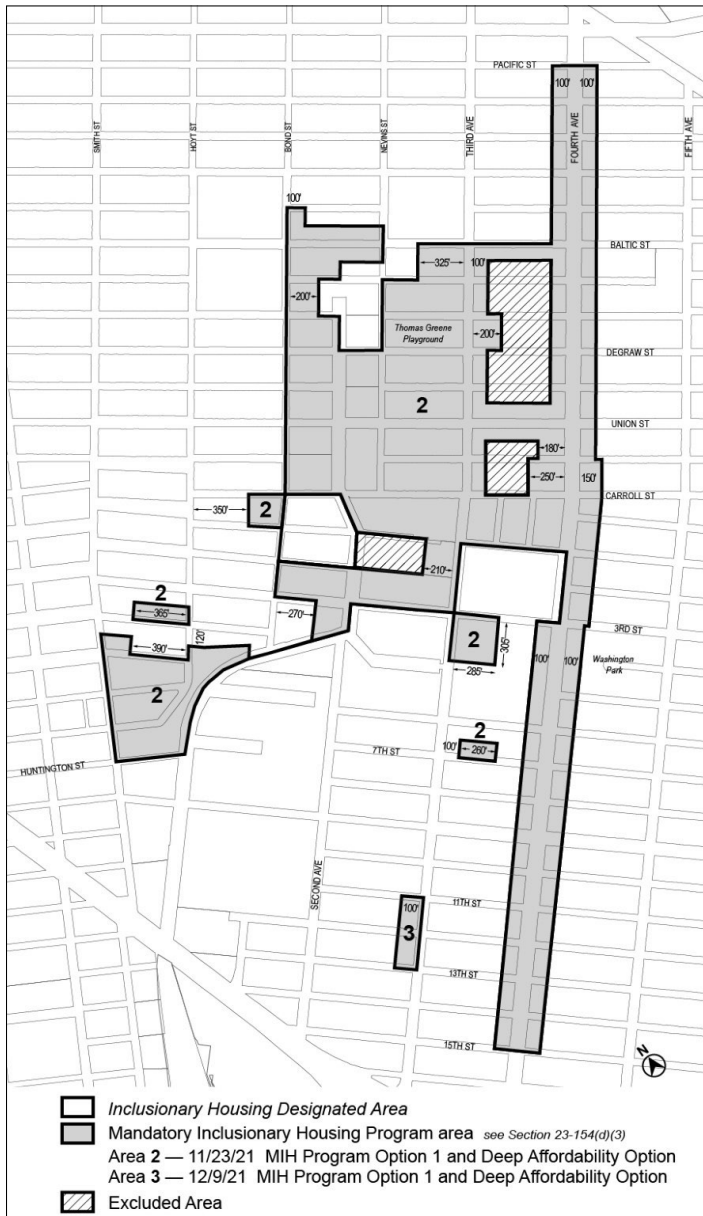 PACIFIC ST
100' 100'
SMITH ST
HOYT ST
BOND ST
NEVINS ST
THIRD AVE
FOURTH AVE
FIFTH AVE
100'
BALTIC ST
325' 100'
200'
Thomas Greene
Playground
200'
DEGRAW ST
2
UNION ST
180'
250' 150'
CARROLL ST
350' 2
210'
2
365'
270'
120'
390'
2
305'
285'
2
3RD ST
100' 100'
Washington
Park
2
100' 260'
7TH ST
HUNTINGTON ST
SECOND AVE
100'
3
11TH ST
13TH ST
15TH ST
N
Inclusionary Housing Designated Area
Mandatory Inclusionary Housing Program area see Section 23-154(d)(3)
Area 2 — 11/23/21 MIH Program Option 1 and Deep Affordability Option
Area 3 — 12/9/21 MIH Program Option 1 and Deep Affordability Option
Excluded Area